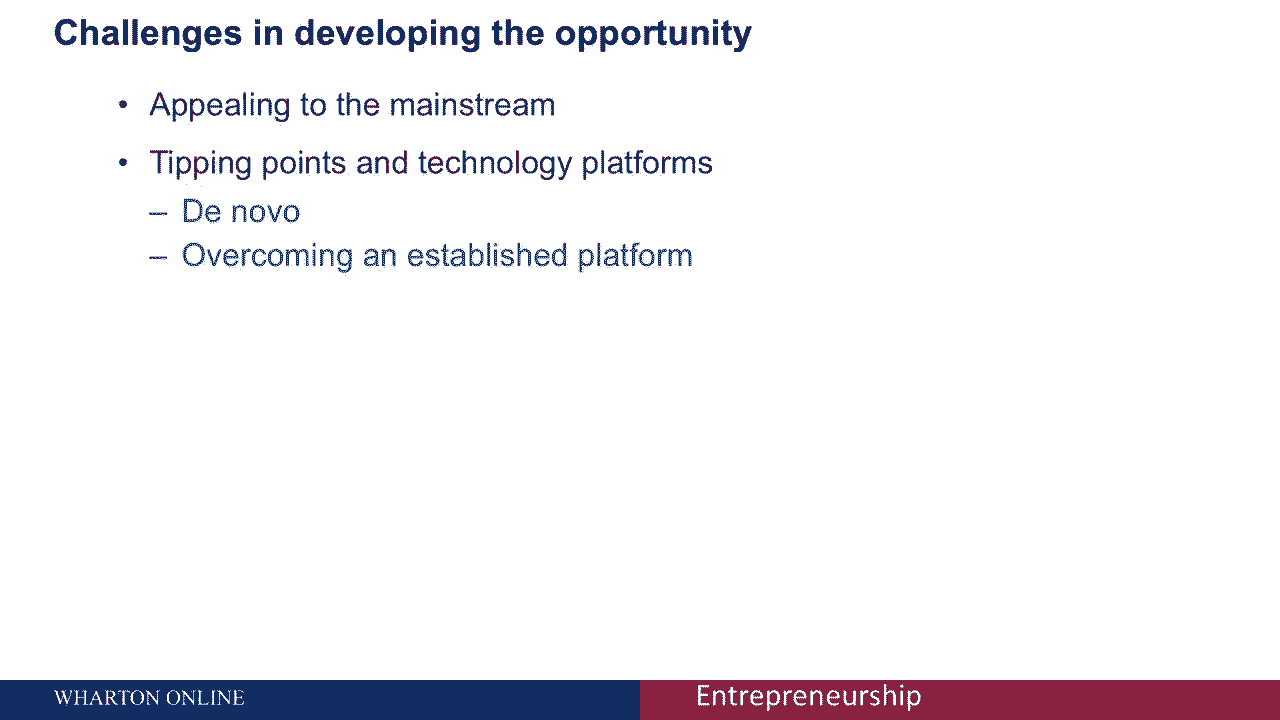 Challenges in developing the opportunity
• Appealing to the mainstream
• Tipping points and technology platforms
– De novo
– Overcoming an established platform
WHARTON ONLINE
Entrepreneurship